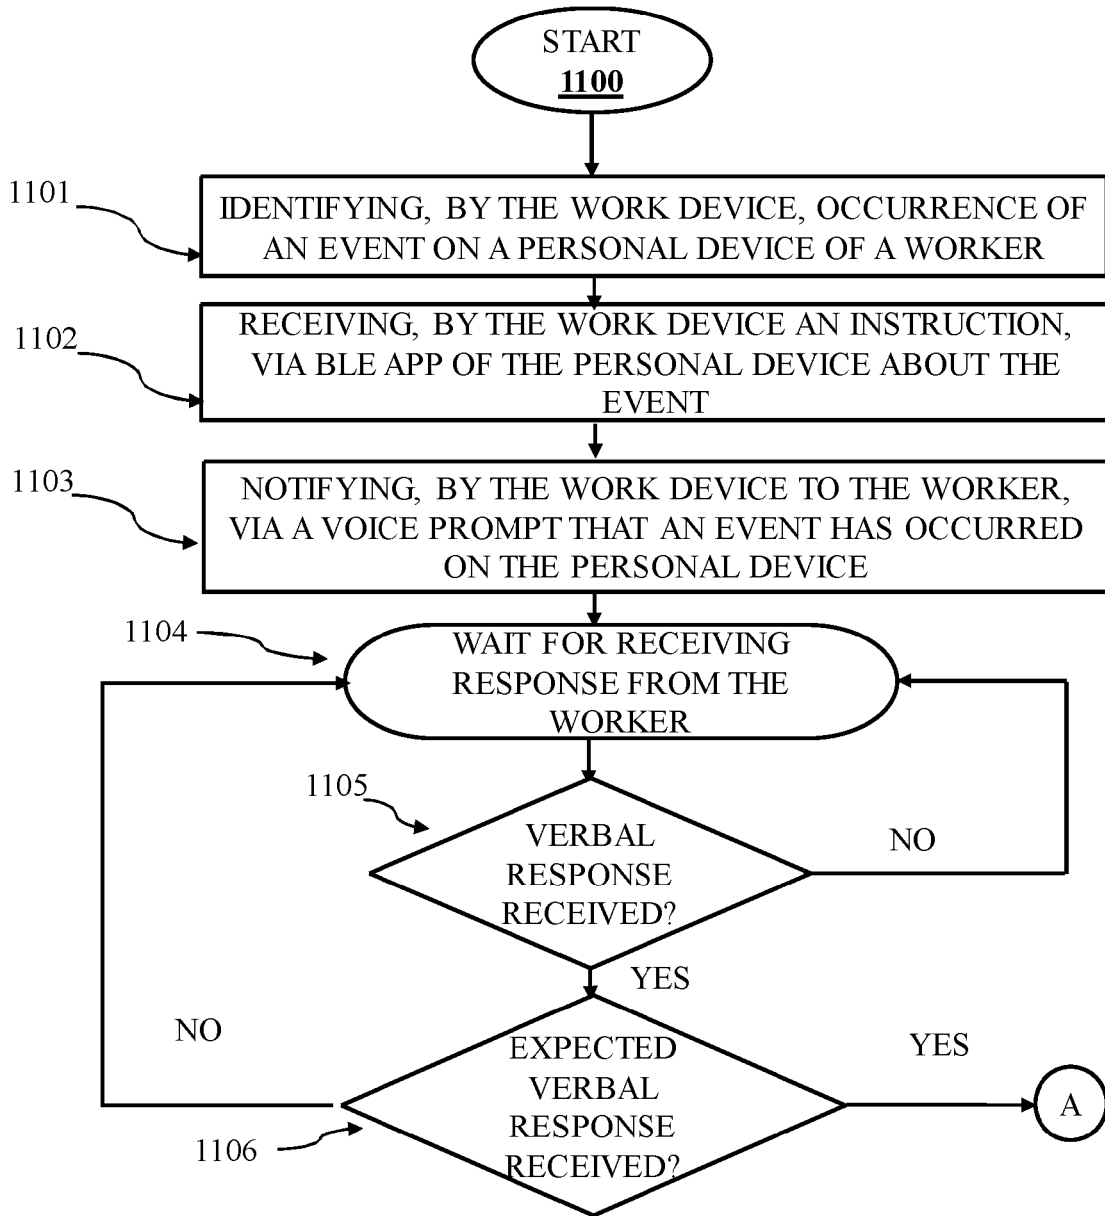 START
1100
1101
IDENTIFYING, BY THE WORK DEVICE, OCCURRENCE OF
AN EVENT ON A PERSONAL DEVICE OF A WORKER
1102
RECEIVING, BY THE WORK DEVICE AN INSTRUCTION,
VIA BLE APP OF THE PERSONAL DEVICE ABOUT THE
EVENT
1103
NOTIFYING, BY THE WORK DEVICE TO THE WORKER,
VIA A VOICE PROMPT THAT AN EVENT HAS OCCURRED
ON THE PERSONAL DEVICE
1104
WAIT FOR RECEIVING
RESPONSE FROM THE
WORKER
1105
VERBAL
RESPONSE
RECEIVED?
NO
YES
NO
EXPECTED
VERBAL
RESPONSE
RECEIVED?
YES
A
1106